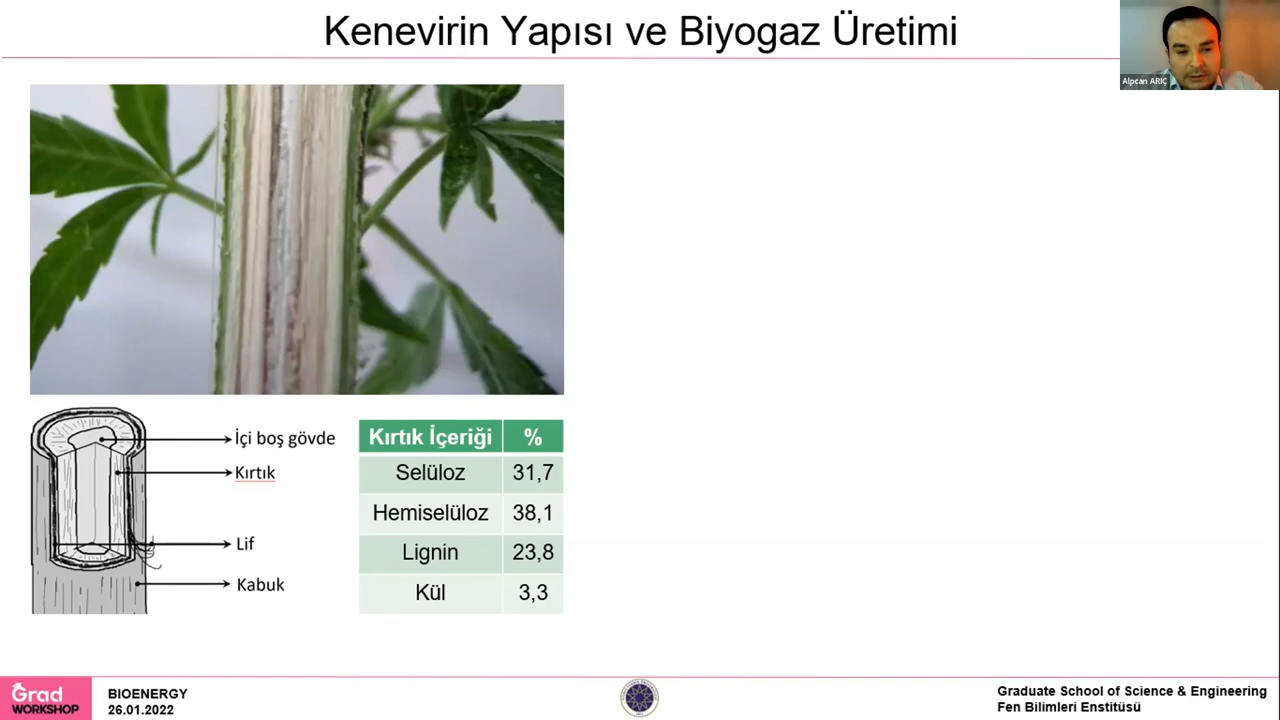 Kenevirin Yapısı ve Biyogaz Üretimi
Alpcan ARIÇ
İçi boş gövde
Kırtık
Lif
Kabuk
Kırtık İçeriği %
Selüloz 31,7
Hemiselüloz 38,1
Lignin 23,8
Kül 3,3
Grad
WORKSHOP
BIOENERGY
26.01.2022
Graduate School of Science & Engineering
Fen Bilimleri Enstitüsü